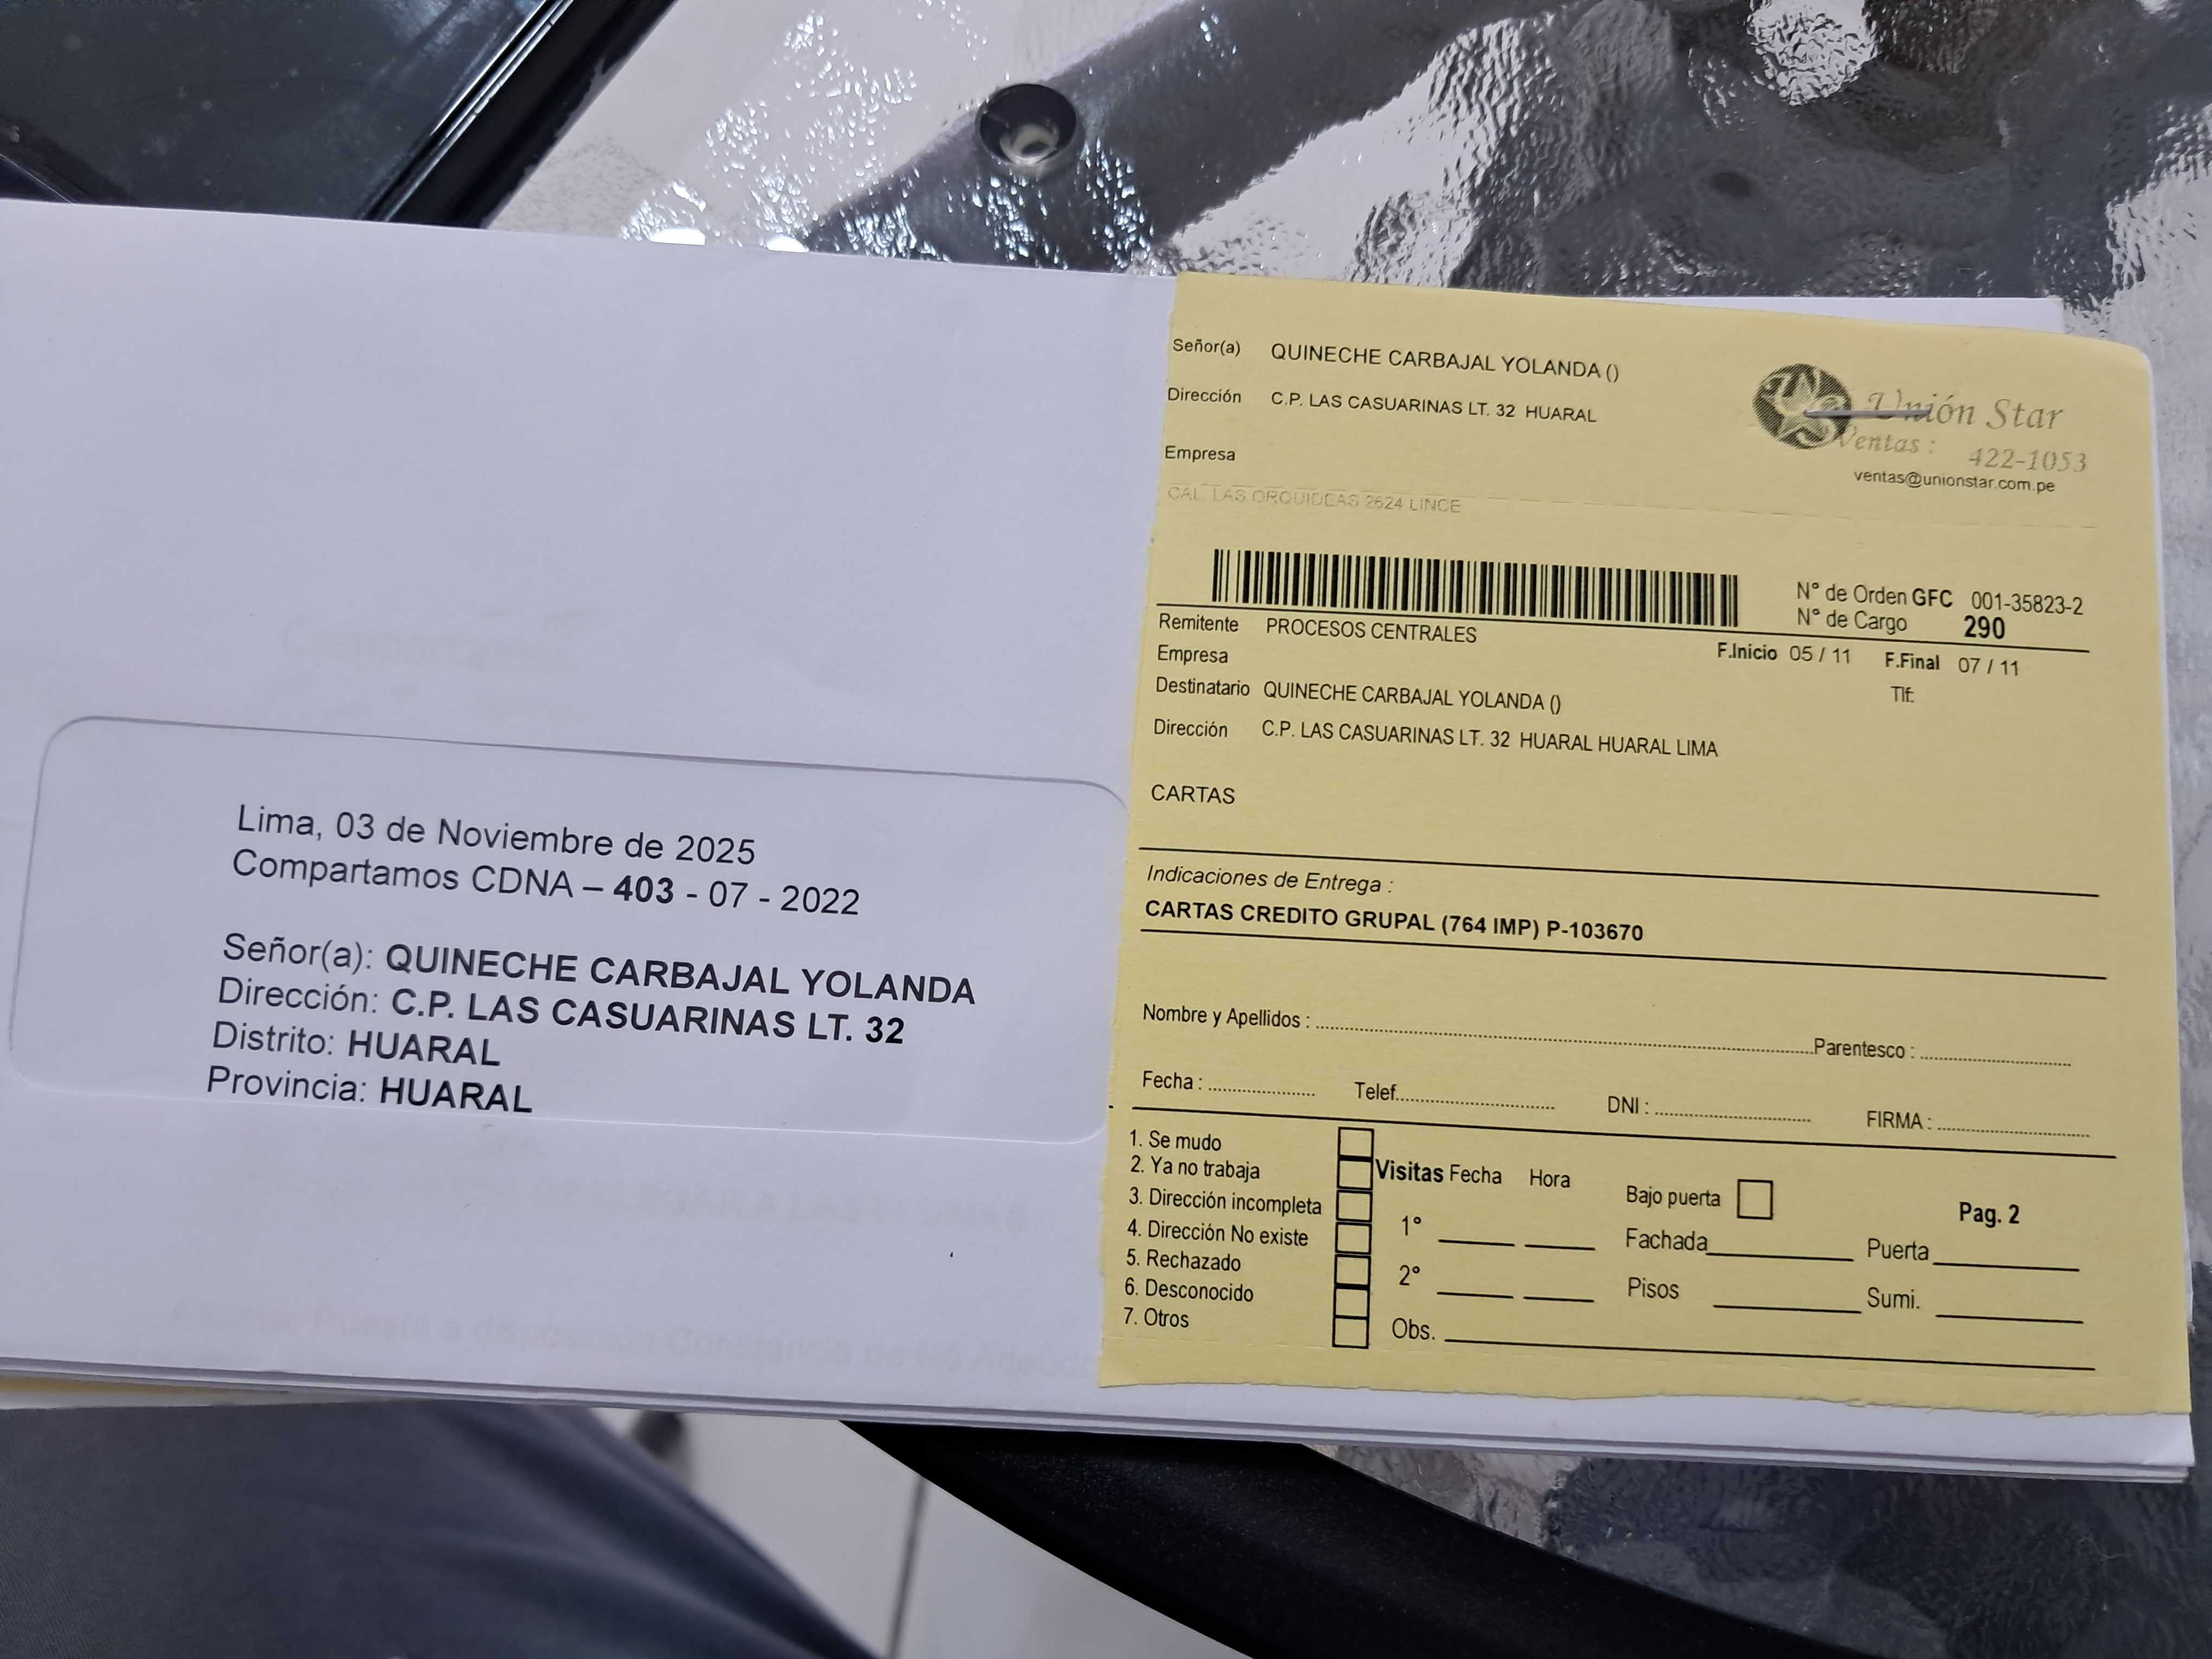 Lima, 03 de Noviembre de 2025
Compartamos CDNA – 403 - 07 - 2022
Señor(a): QUINECHE CARBAJAL YOLANDA
Dirección: C.P. LAS CASUARINAS LT. 32
Distrito: HUARAL
Provincia: HUARAL
Señor(a) QUINECHE CARBAJAL YOLANDA ()
Dirección C.P. LAS CASUARINAS LT. 32 HUARAL
Empresa
CAL. LAS ORQUIDEAS 2624 LINCE
Unión Star
Ventas : 422-1053
ventas@unionstar.com.pe
N° de Orden GFC 001-35823-2
N° de Cargo 290
Remitente PROCESOS CENTRALES
F.Inicio 05 / 11 F.Final 07 / 11
Empresa
Tlf:
Destinatario QUINECHE CARBAJAL YOLANDA ()
Dirección C.P. LAS CASUARINAS LT. 32 HUARAL HUARAL LIMA
CARTAS
Indicaciones de Entrega :
CARTAS CREDITO GRUPAL (764 IMP) P-103670
Nombre y Apellidos : Parentesco :
Fecha : Telef. DNI : FIRMA :
1. Se mudo
2. Ya no trabaja
3. Dirección incompleta
4. Dirección No existe
5. Rechazado
6. Desconocido
7. Otros
Visitas Fecha Hora
1°
2°
Obs.
Bajo puerta
Pag. 2
Fachada Puerta
Pisos Sumi.